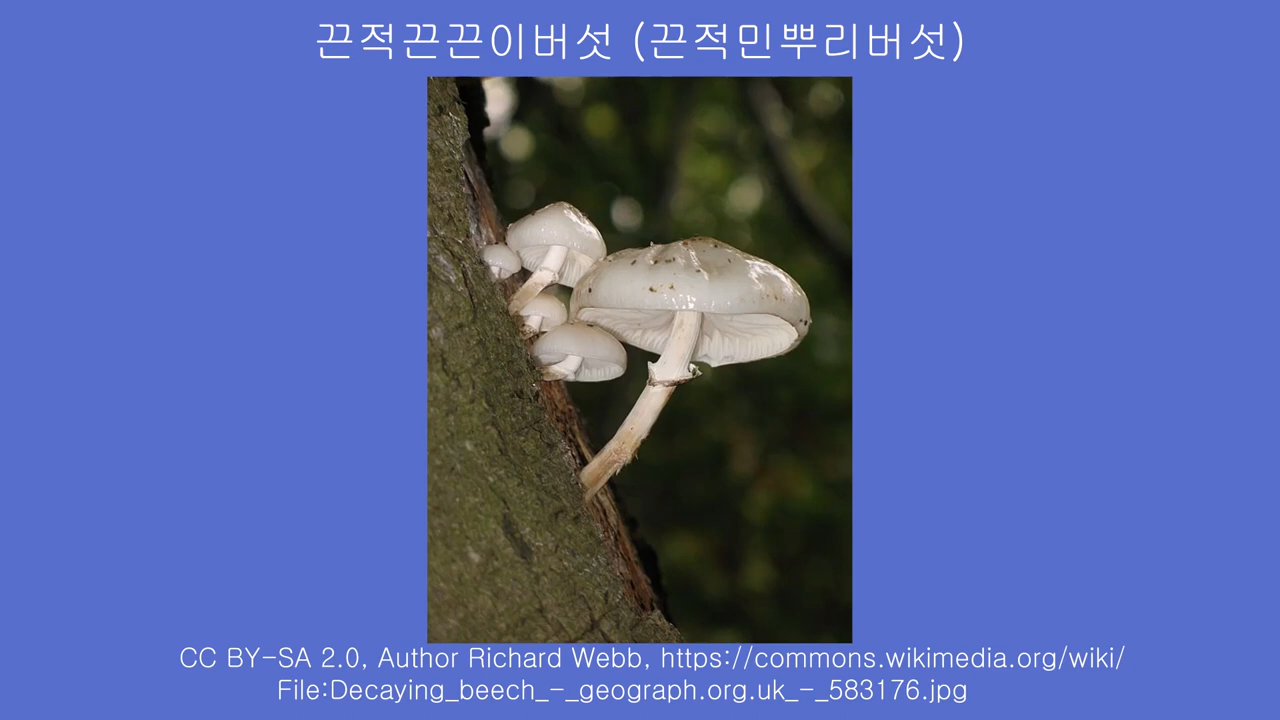 끈적끈끈이버섯 (끈적민뿌리버섯)
CC BY-SA 2.0, Author Richard Webb, https://commons.wikimedia.org/wiki/
File:Decaying_beech_-_geograph.org.uk_-_583176.jpg